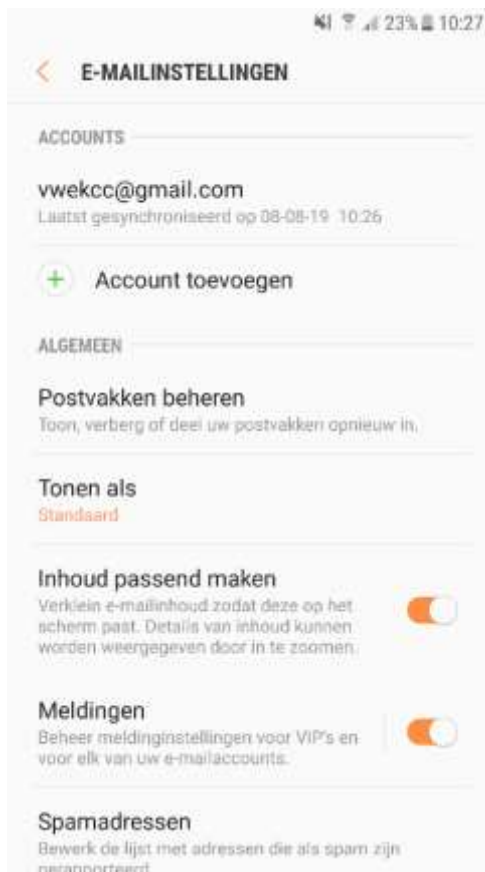 23% 10:27
E-MAILINSTELLINGEN
ACCOUNTS
vwekcc@gmail.com
Laatst gesynchroniseerd op 08-08-19 10:26
Account toevoegen
ALGEMEEN
Postvakken beheren
Toon, verberg of deel uw postvakken opnieuw in.
Tonen als
Standaard
Inhoud passend maken
Verklein e-mailinhoud zodat deze op het
scherm past. Details van inhoud kunnen
worden weergegeven door in te zoomen.
Meldingen
Beheer meldinginstellingen voor VIP's en
voor elk van uw e-mailaccounts.
Spamadressen
Bewerk de lijst met adressen die als spam zijn
gerapporteerd